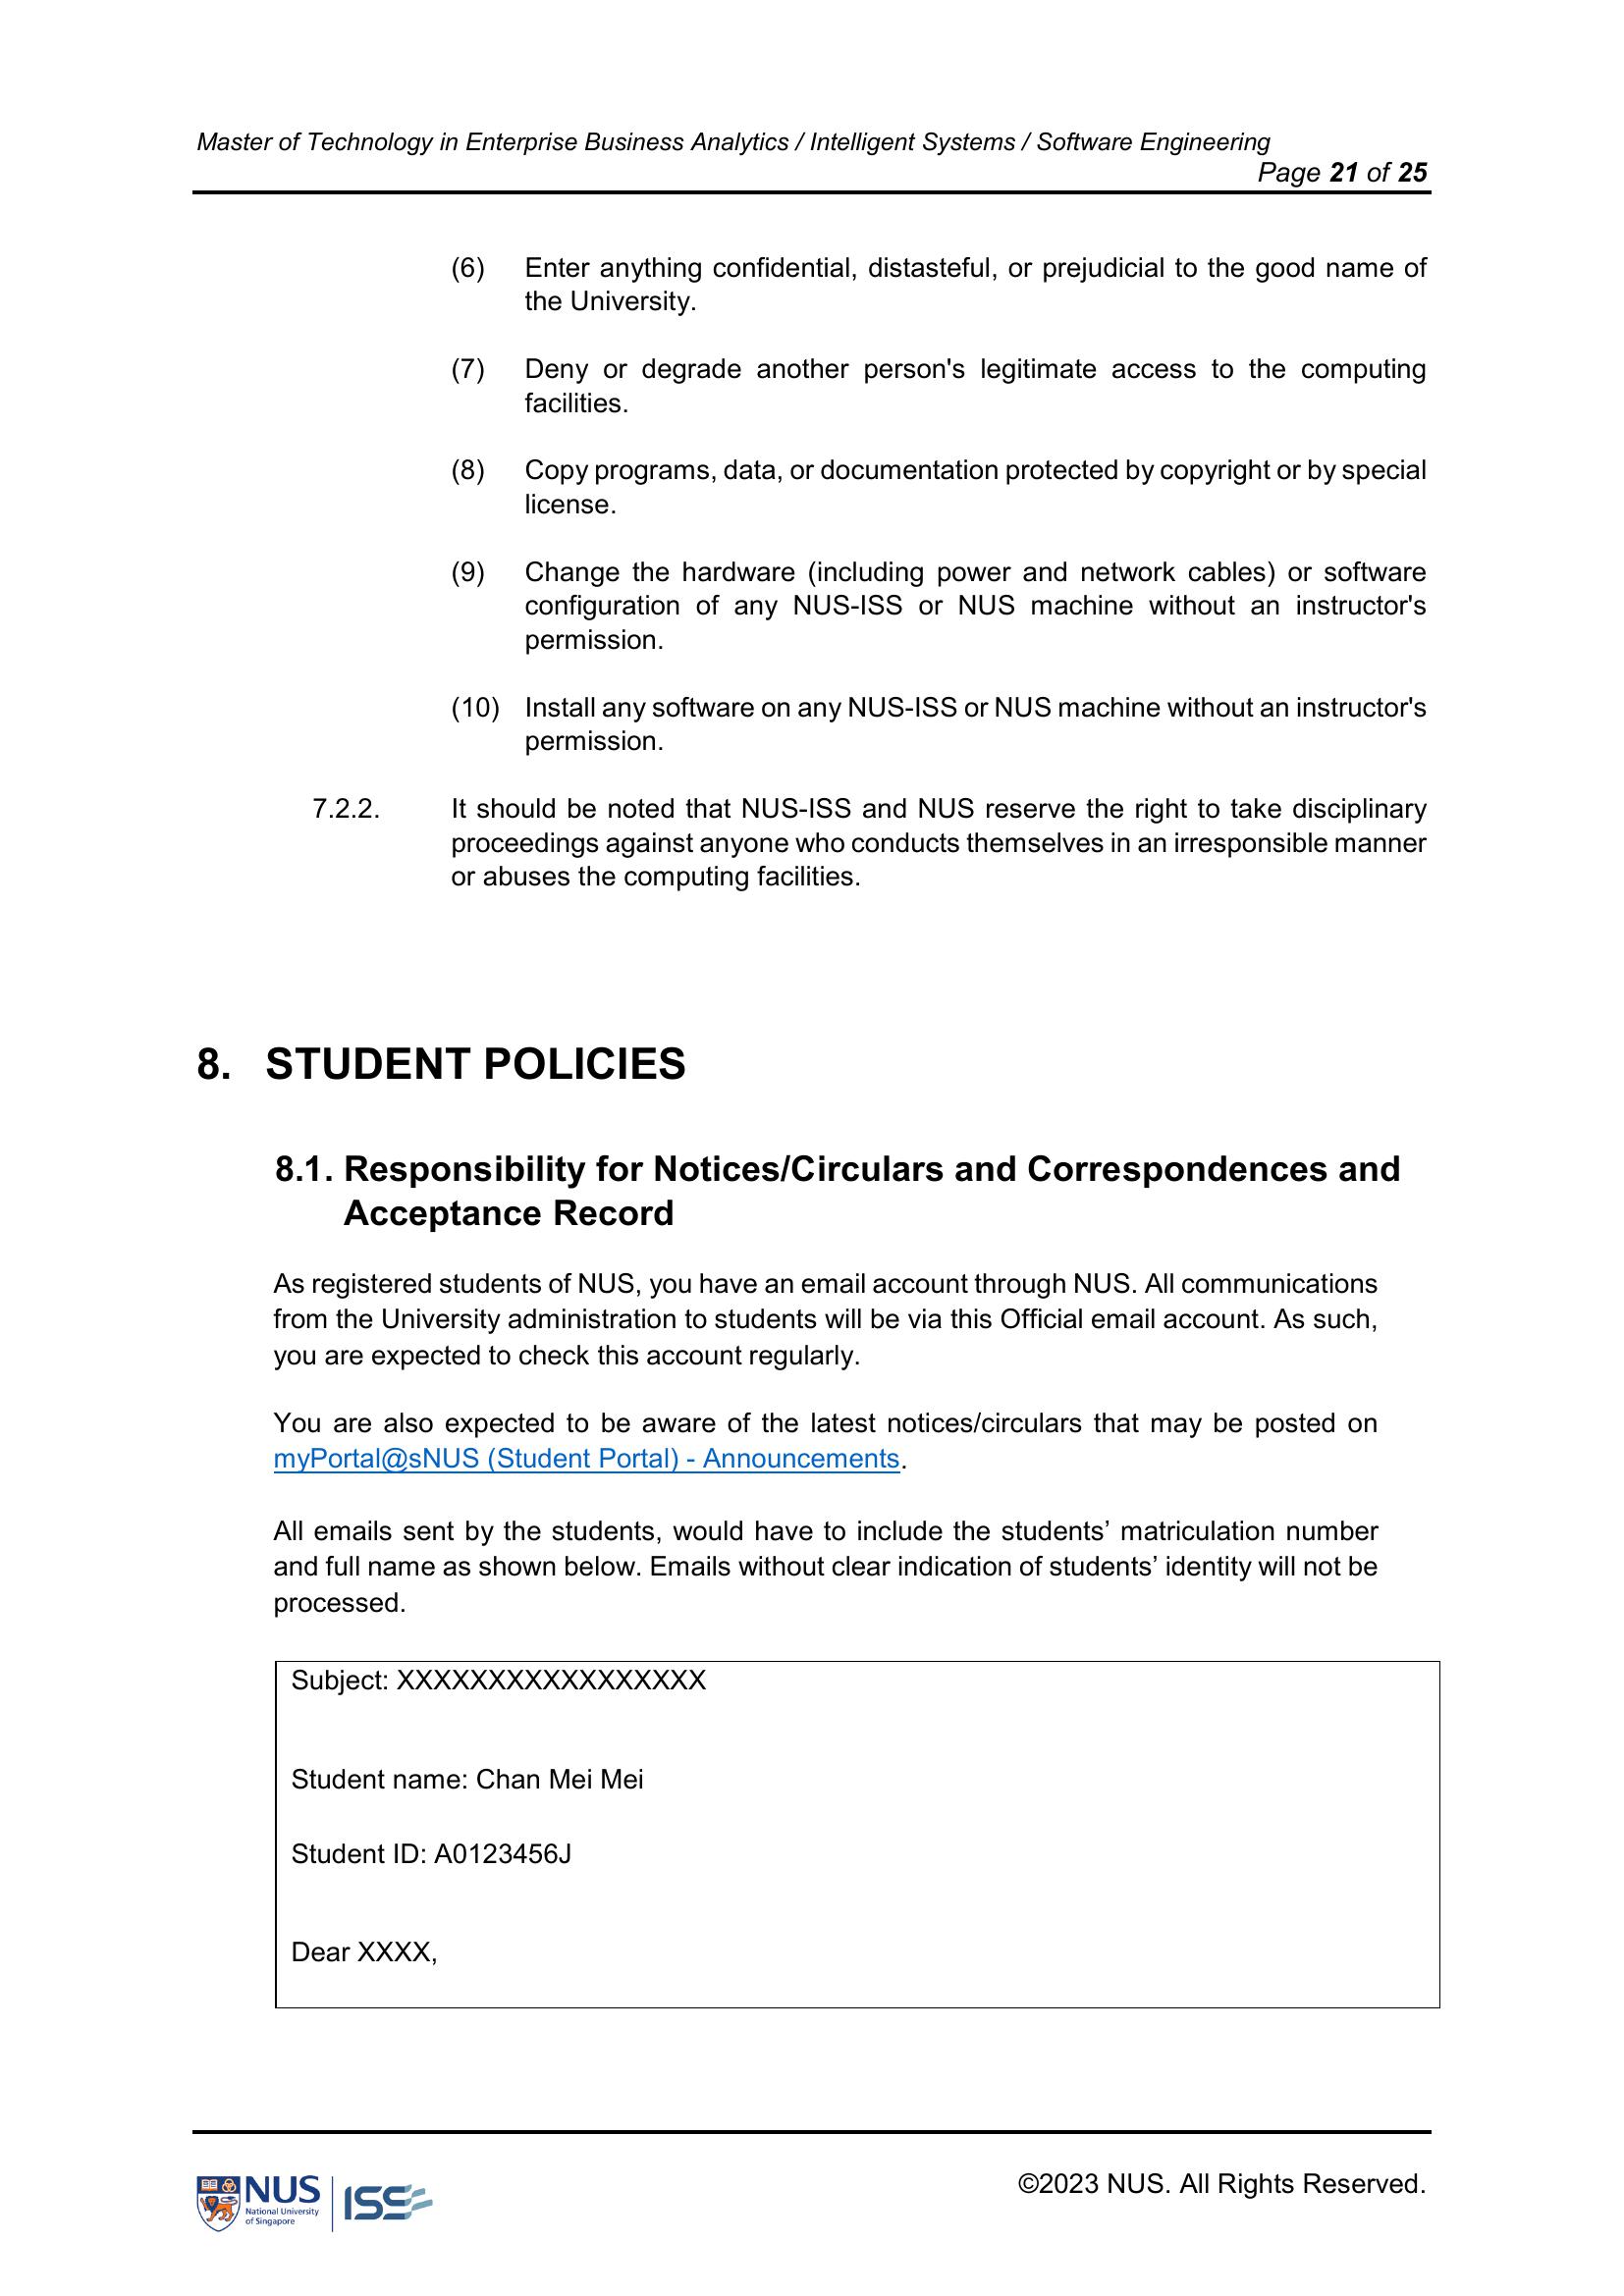 Master of Technology in Enterprise Business Analytics / Intelligent Systems / Software Engineering
Page 21 of 25
(6) Enter anything confidential, distasteful, or prejudicial to the good name of
the University.
(7) Deny or degrade another person's legitimate access to the computing
facilities.
(8) Copy programs, data, or documentation protected by copyright or by special
license.
(9) Change the hardware (including power and network cables) or software
configuration of any NUS-ISS or NUS machine without an instructor's
permission.
(10) Install any software on any NUS-ISS or NUS machine without an instructor's
permission.
7.2.2. It should be noted that NUS-ISS and NUS reserve the right to take disciplinary
proceedings against anyone who conducts themselves in an irresponsible manner
or abuses the computing facilities.
8. STUDENT POLICIES
8.1. Responsibility for Notices/Circulars and Correspondences and
Acceptance Record
As registered students of NUS, you have an email account through NUS. All communications
from the University administration to students will be via this Official email account. As such,
you are expected to check this account regularly.
You are also expected to be aware of the latest notices/circulars that may be posted on
myPortal@sNUS (Student Portal) - Announcements.
All emails sent by the students, would have to include the students’ matriculation number
and full name as shown below. Emails without clear indication of students’ identity will not be
processed.
Subject: XXXXXXXXXXXXXXXXX
Student name: Chan Mei Mei
Student ID: A0123456J
Dear XXXX,
©2023 NUS. All Rights Reserved.
NUS
National University
of Singapore
ISS